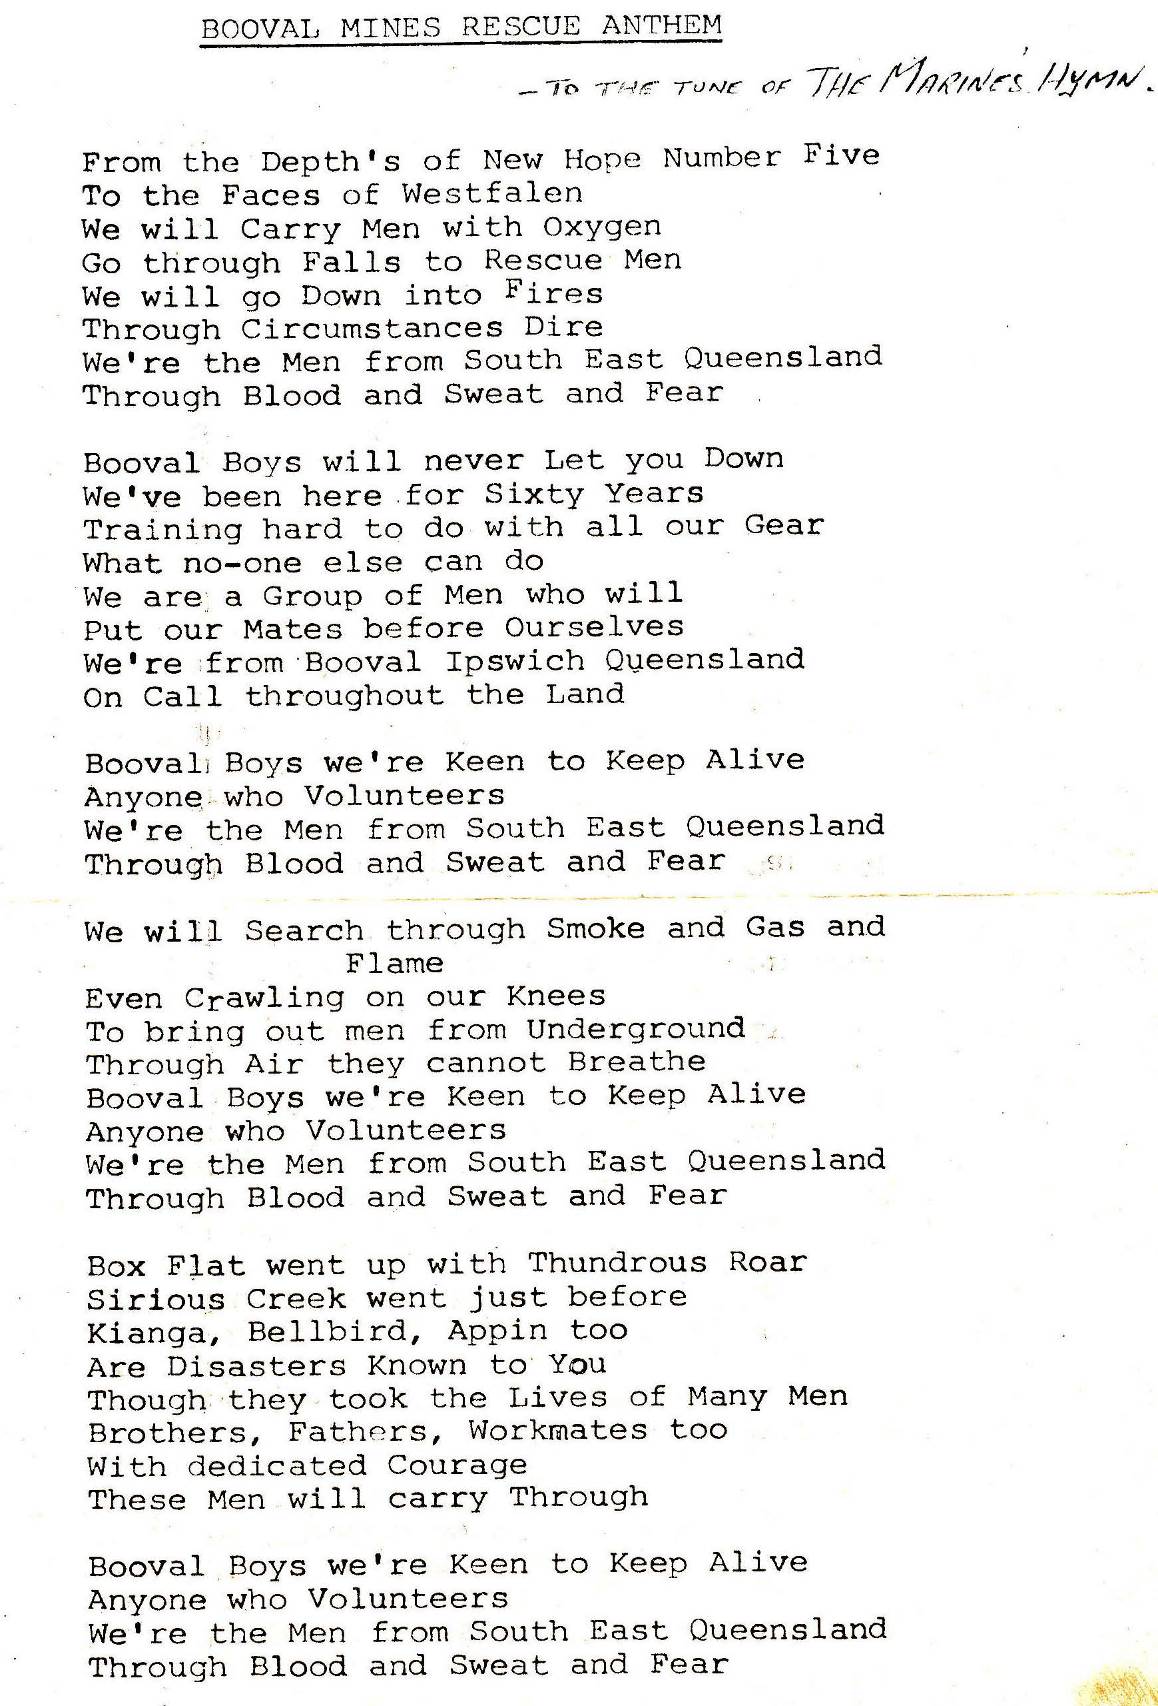 BOOVAL MINES RESCUE ANTHEM
- TO THE TUNE OF THE MARINE'S HYMN.
From the Depth's of New Hope Number Five
To the Faces of Westfalen
We will Carry Men with Oxygen
Go through Falls to Rescue Men
We will go Down into Fires
Through Circumstances Dire
We're the Men from South East Queensland
Through Blood and Sweat and Fear
Booval Boys will never Let you Down
We've been here for Sixty Years
Training hard to do with all our Gear
What no-one else can do
We are a Group of Men who will
Put our Mates before Ourselves
We're from Booval Ipswich Queensland
On Call throughout the Land
Booval Boys we're Keen to Keep Alive
Anyone who Volunteers
We're the Men from South East Queensland
Through Blood and Sweat and Fear
We will Search through Smoke and Gas and
Flame
Even Crawling on our Knees
To bring out men from Underground
Through Air they cannot Breathe
Booval Boys we're Keen to Keep Alive
Anyone who Volunteers
We're the Men from South East Queensland
Through Blood and Sweat and Fear
Box Flat went up with Thundrous Roar
Sirious Creek went just before
Kianga, Bellbird, Appin too
Are Disasters Known to You
Though they took the Lives of Many Men
Brothers, Fathers, Workmates too
With dedicated Courage
These Men will carry Through
Booval Boys we're Keen to Keep Alive
Anyone who Volunteers
We're the Men from South East Queensland
Through Blood and Sweat and Fear